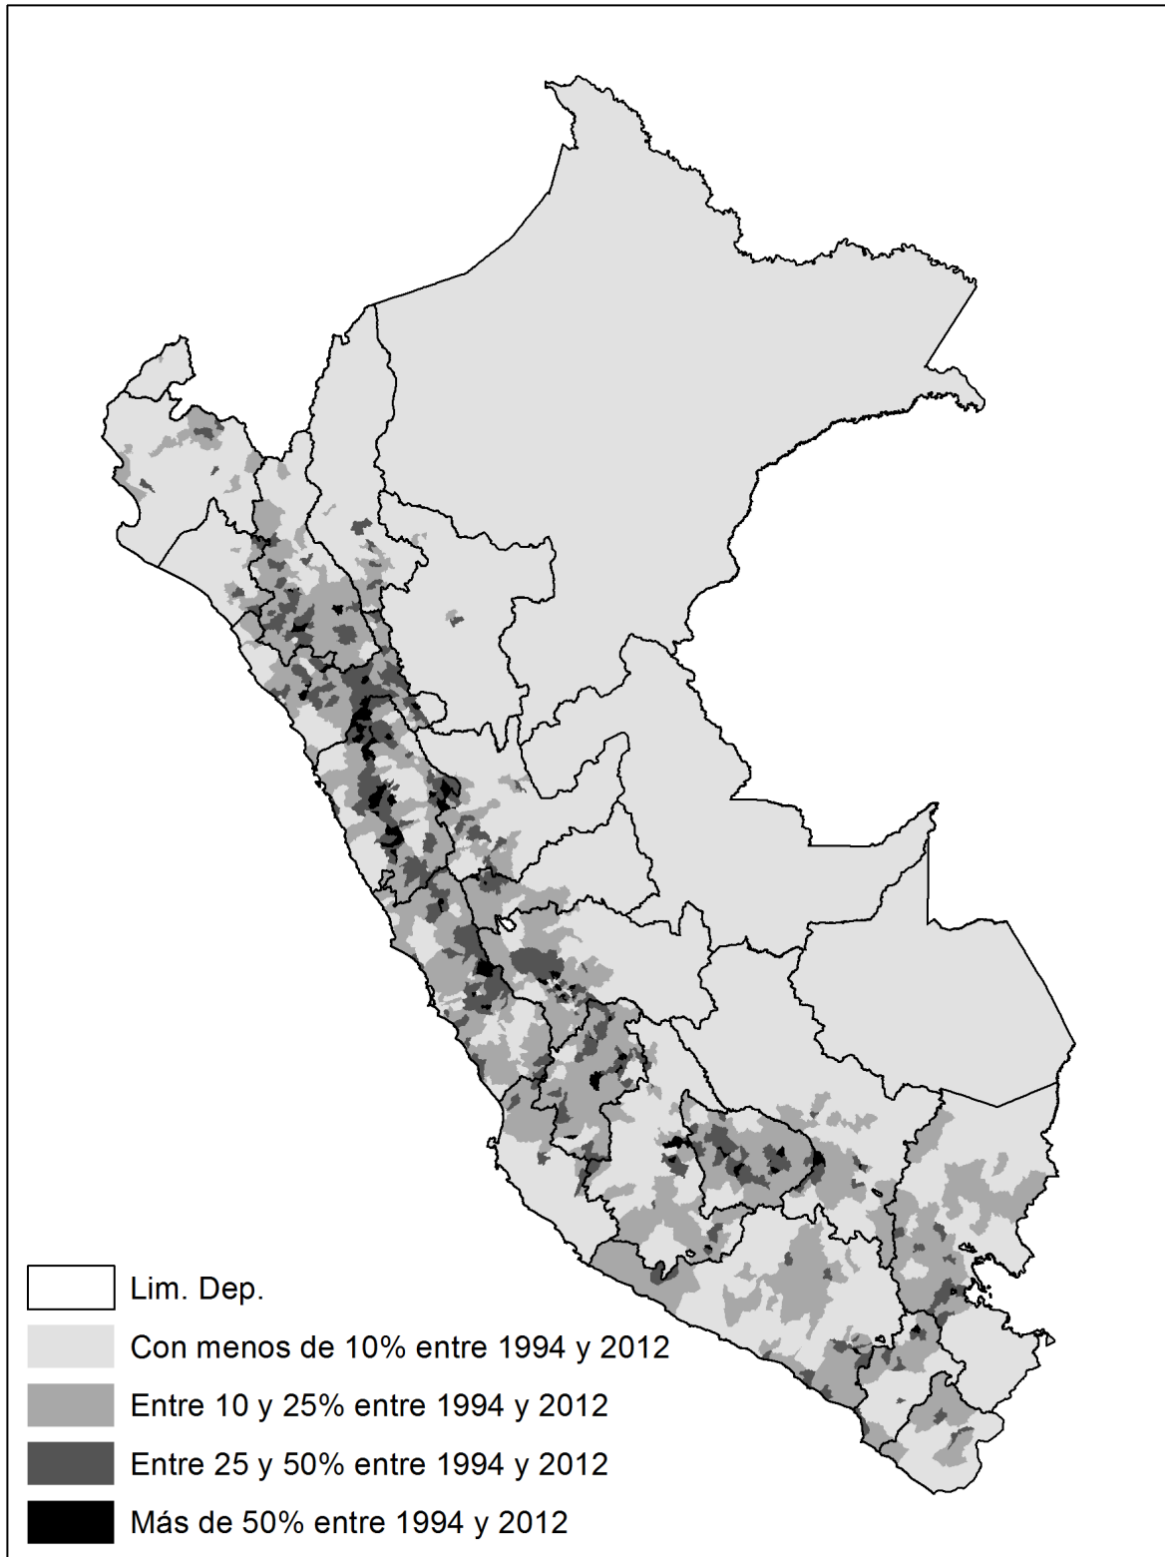 Lim. Dep.
Con menos de 10% entre 1994 y 2012
Entre 10 y 25% entre 1994 y 2012
Entre 25 y 50% entre 1994 y 2012
Más de 50% entre 1994 y 2012